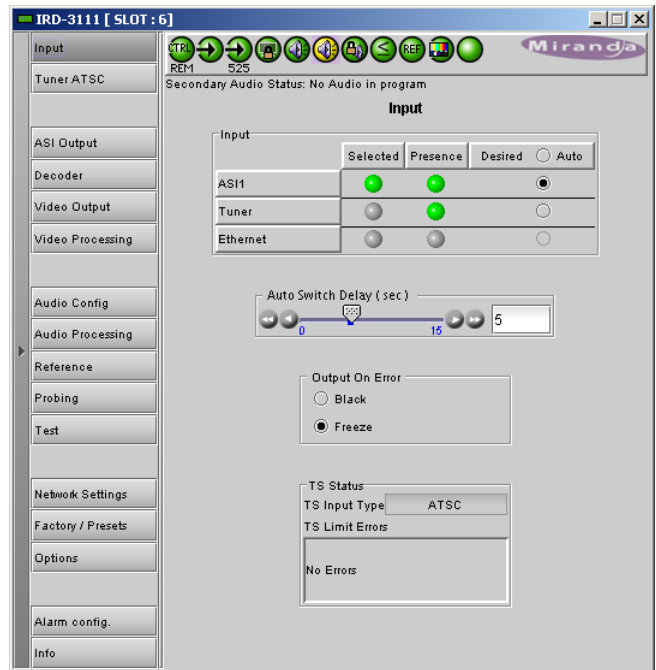 IRD-3111 [ SLOT : 6]
Input
Tuner ATSC
ASI Output
Decoder
Video Output
Video Processing
Audio Config
Audio Processing
Reference
Probing
Test
Network Settings
Factory / Presets
Options
Alarm config.
Info
CTRL
REF
Miranda
REM
525
Secondary Audio Status: No Audio in program
Input
Input
Selected Presence Desired Auto
ASI1
Tuner
Ethernet
Auto Switch Delay ( sec )
0 15 5
Output On Error
Black
Freeze
TS Status
TS Input Type ATSC
TS Limit Errors
No Errors